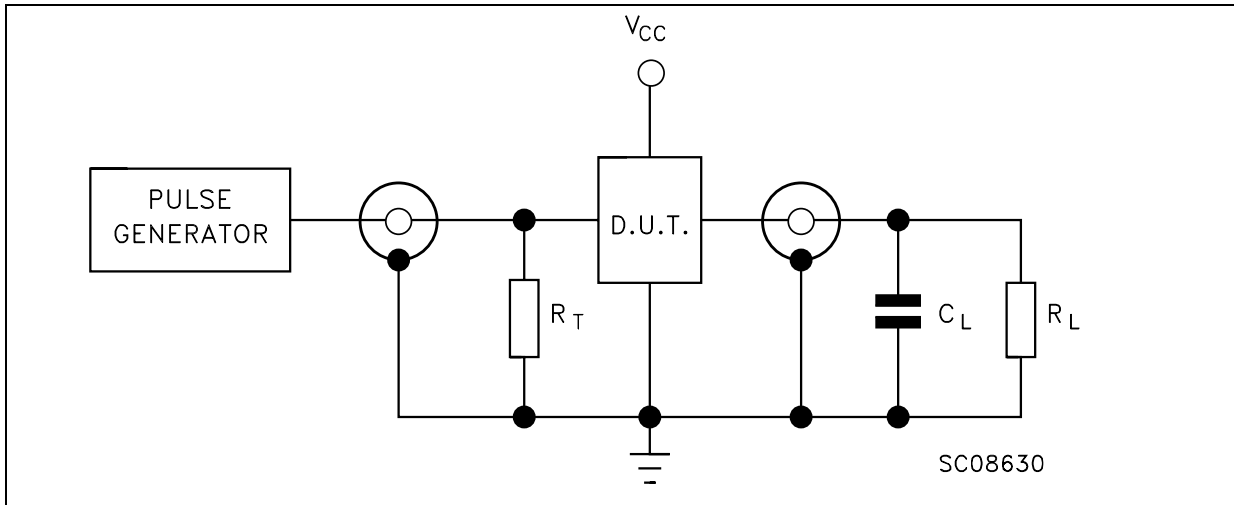 VCC
PULSE
GENERATOR
D.U.T.
RT
CL
RL
SC08630